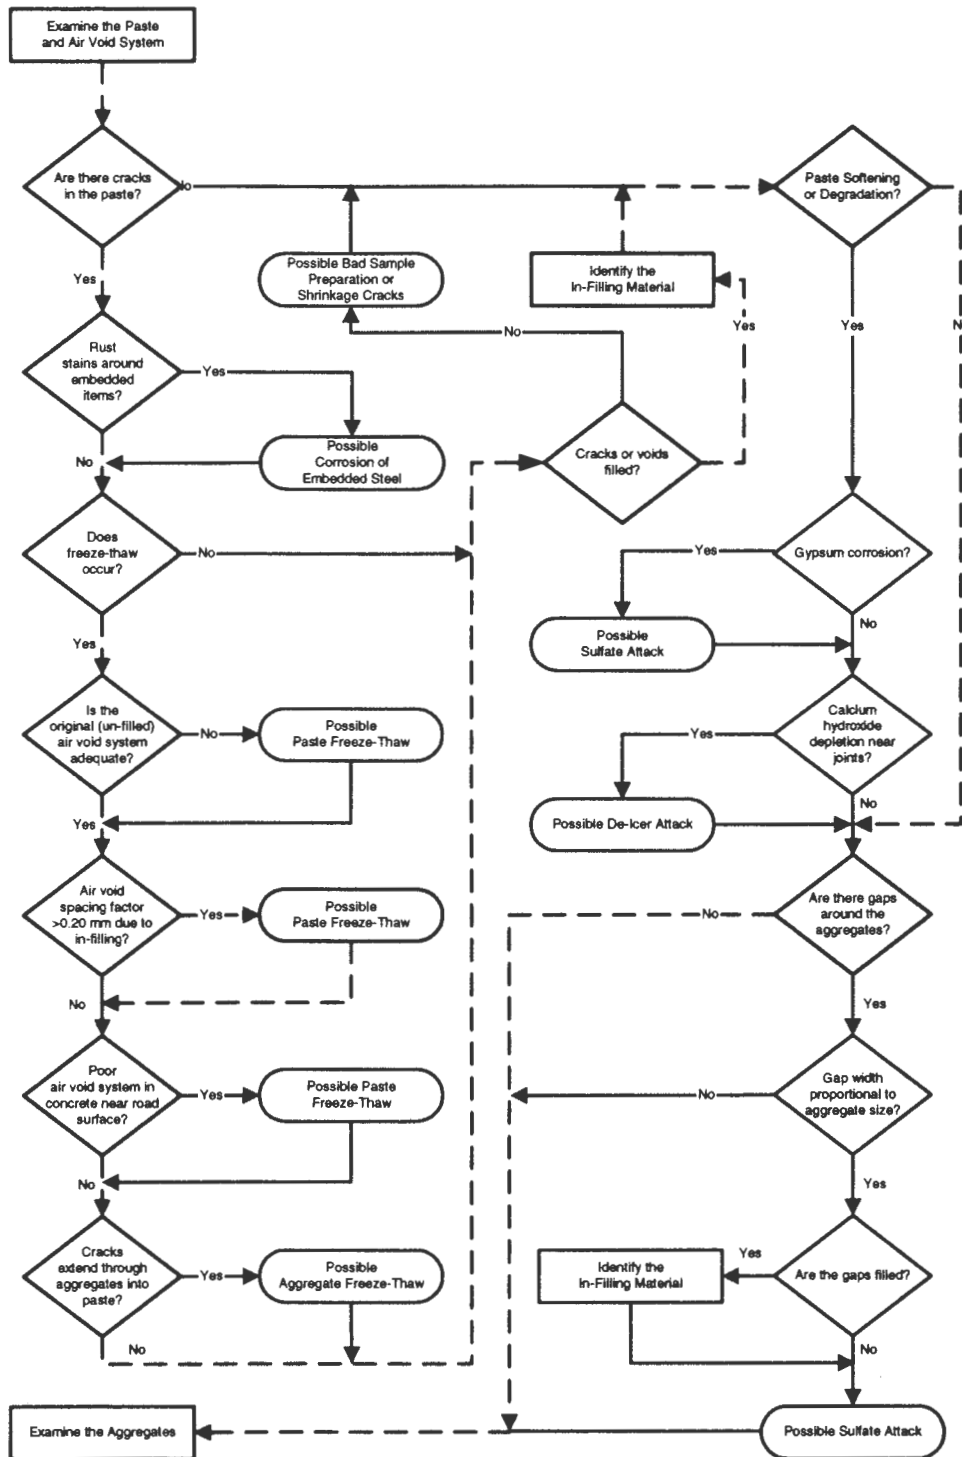 Examine the Paste
and Air Void System
Are there cracks
in the paste?
No
Paste Softening
or Degradation?
Yes
Possible Bad Sample
Preparation or
Shrinkage Cracks
Identify the
In-Filling Material
No
Yes
Yes
N
Rust
stains around
embedded
items?
Yes
No
Possible
Corrosion of
Embedded Steel
Cracks or voids
filled?
Does
freeze-thaw
occur?
No
Yes
Gypsum corrosion?
Yes
No
Possible
Sulfate Attack
Is the
original (un-filled)
air void system
adequate?
No
Possible
Paste Freeze-Thaw
Yes
Calcium
hydroxide
depletion near
joints?
Yes
No
Possible De-Icer Attack
Air void
spacing factor
>0.20 mm due to
in-filling?
Yes
Possible
Paste Freeze-Thaw
No
Are there gaps
around the
aggregates?
No
Yes
Poor
air void system in
concrete near road
surface?
Yes
Possible Paste
Freeze-Thaw
No
Gap width
proportional to
aggregate size?
No
Yes
Cracks
extend through
aggregates into
paste?
Yes
Possible
Aggregate Freeze-Thaw
No
Identify the
In-Filling Material
Yes
Are the gaps filled?
No
Examine the Aggregates
Possible Sulfate Attack